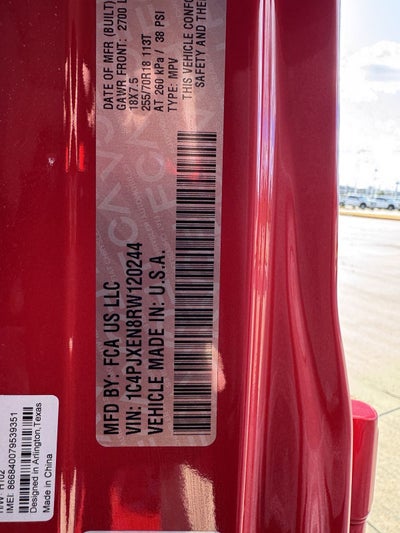 DATE OF MFR (BUILT)
GAWR FRONT: 2700 L
18X7.5
255/70R18 113T
AT 260 kPa / 38 PSI
TYPE: MPV
THIS VEHICLE CONFO
SAFETY AND THE
MFD BY: FCA US LLC
VIN: 1C4PJXEN8RW120244
VEHICLE MADE IN: U.S.A.
H102
IMEI: 866840079539351
Designed in Arlington,Texas
Made in China